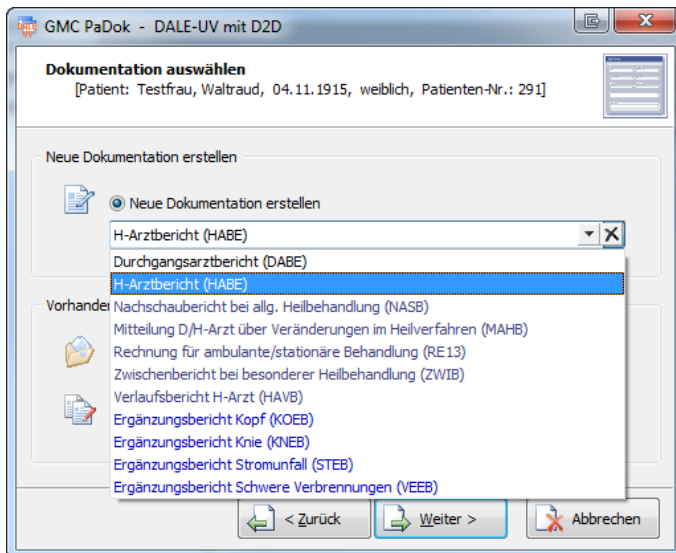 GMC PaDok - DALE-UV mit D2D
Dokumentation auswählen
[Patient: Testfrau, Waltraud, 04.11.1915, weiblich, Patienten-Nr.: 291]
Neue Dokumentation erstellen
Neue Dokumentation erstellen
H-Arztbericht (HABE)
Durchgangsarztbericht (DABE)
H-Arztbericht (HABE)
Nachschaubericht bei allg. Heilbehandlung (NASB)
Mitteilung D/H-Arzt über Veränderungen im Heilverfahren (MAHB)
Rechnung für ambulante/stationäre Behandlung (RE13)
Zwischenbericht bei besonderer Heilbehandlung (ZWIB)
Verlaufsbericht H-Arzt (HAVB)
Ergänzungsbericht Kopf (KOEB)
Ergänzungsbericht Knie (KNEB)
Ergänzungsbericht Stromunfall (STEB)
Ergänzungsbericht Schwere Verbrennungen (VEEB)
Vorhande
< Zurück
Weiter >
Abbrechen